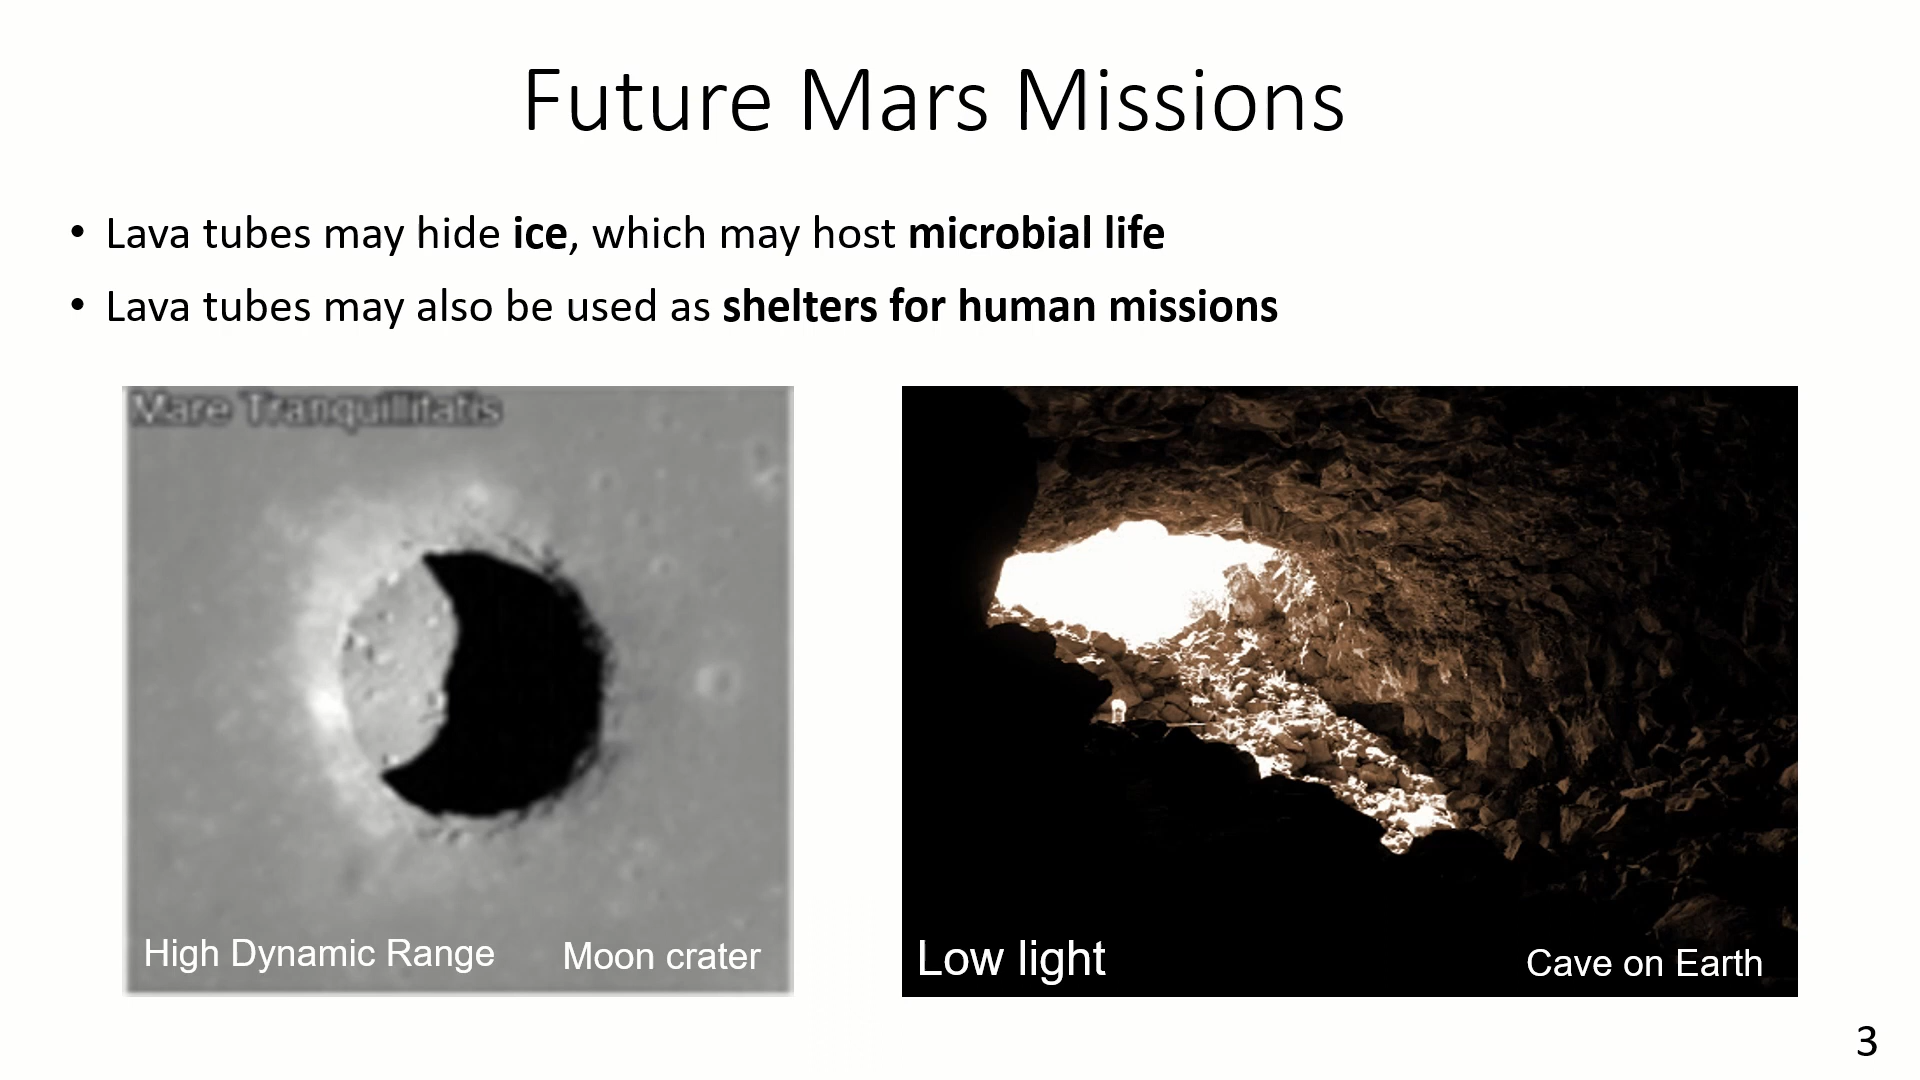 Future Mars Missions
• Lava tubes may hide ice, which may host microbial life
• Lava tubes may also be used as shelters for human missions
Mare Tranquillitatis
High Dynamic Range
Moon crater
Low light
Cave on Earth
3